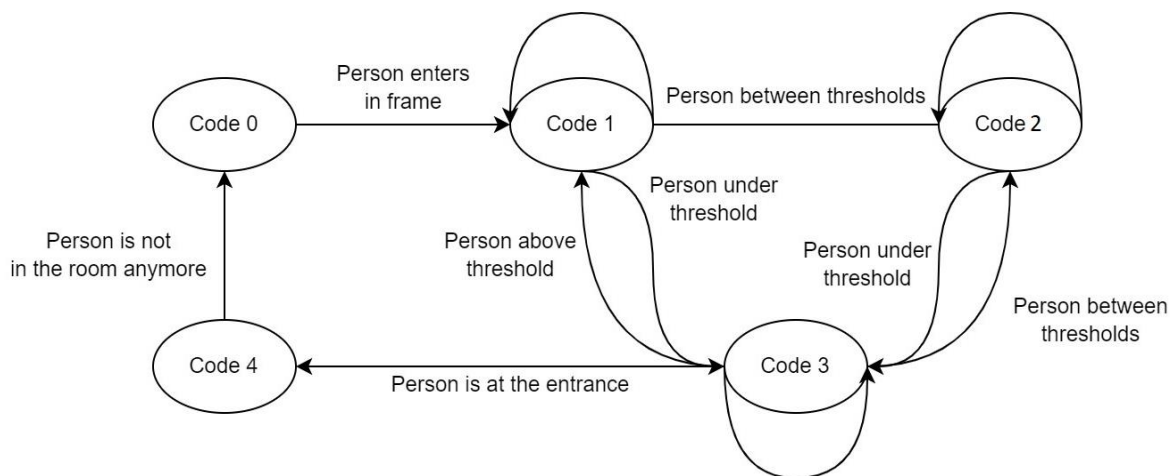 Person enters
in frame
Code 0
Code 1
Person between thresholds
Code 2
Person under
threshold
Person above
threshold
Person under
threshold
Person is not
in the room anymore
Person between
thresholds
Code 4
Person is at the entrance
Code 3